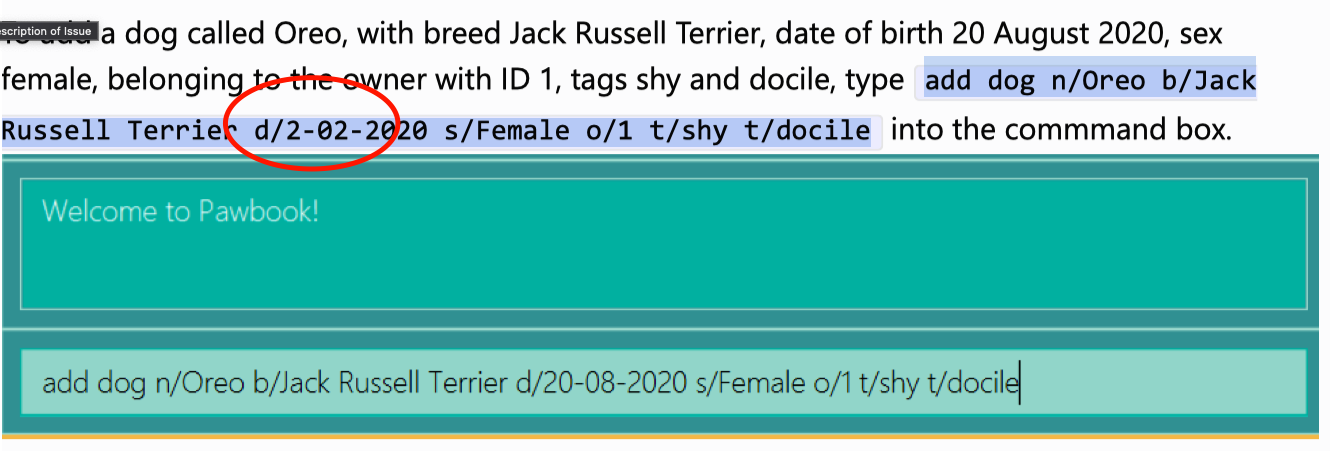 scription of Issue
To add a dog called Oreo, with breed Jack Russell Terrier, date of birth 20 August 2020, sex
female, belonging to the owner with ID 1, tags shy and docile, type add dog n/Oreo b/Jack
Russell Terrier d/2-02-2020 s/Female o/1 t/shy t/docile into the commmand box.
Welcome to Pawbook!
add dog n/Oreo b/Jack Russell Terrier d/20-08-2020 s/Female o/1 t/shy t/docile